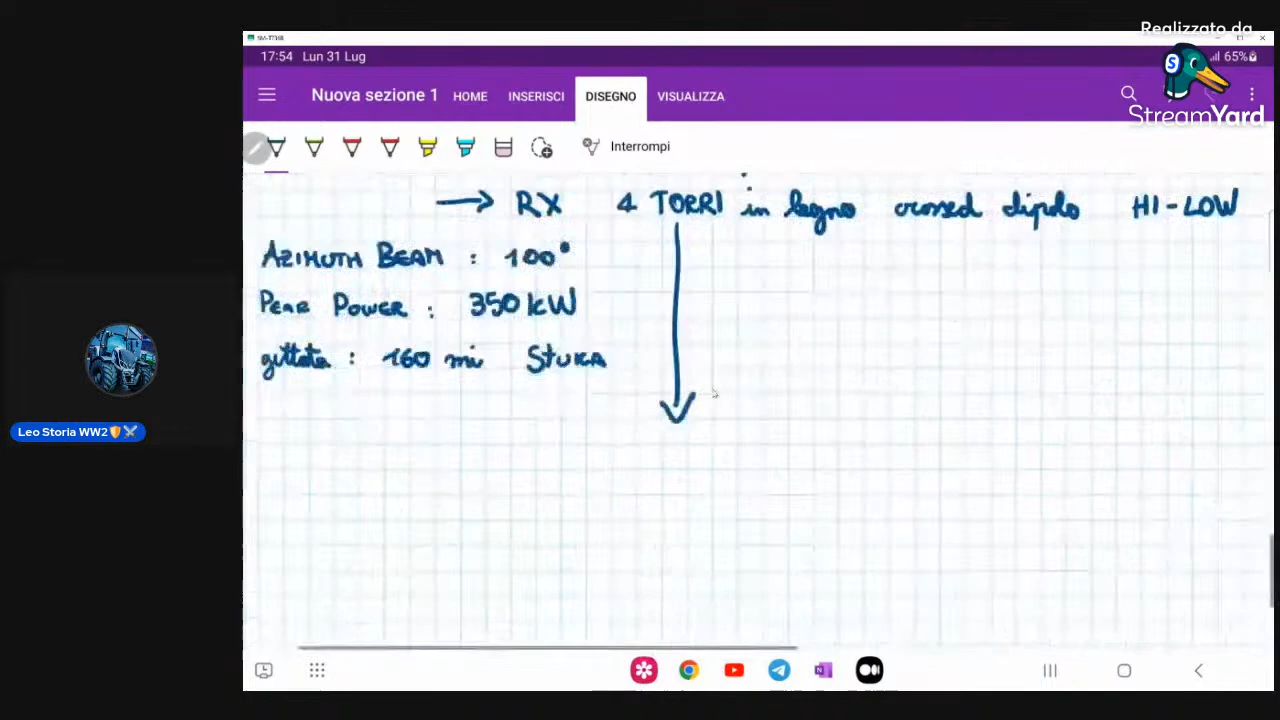 Realizzato da
StreamYard
SM-T736B
17:54 Lun 31 Lug
65%
Nuova sezione 1 HOME INSERISCI DISEGNO VISUALIZZA
Interrompi
→ RX 4 TORRI in legno crossed dipolo HI-LOW
AZIMUTH BEAM : 100°
PEAK POWER : 350 kW
gittata : 160 mi STUKA
Leo Storia WW2🛡️⚔️